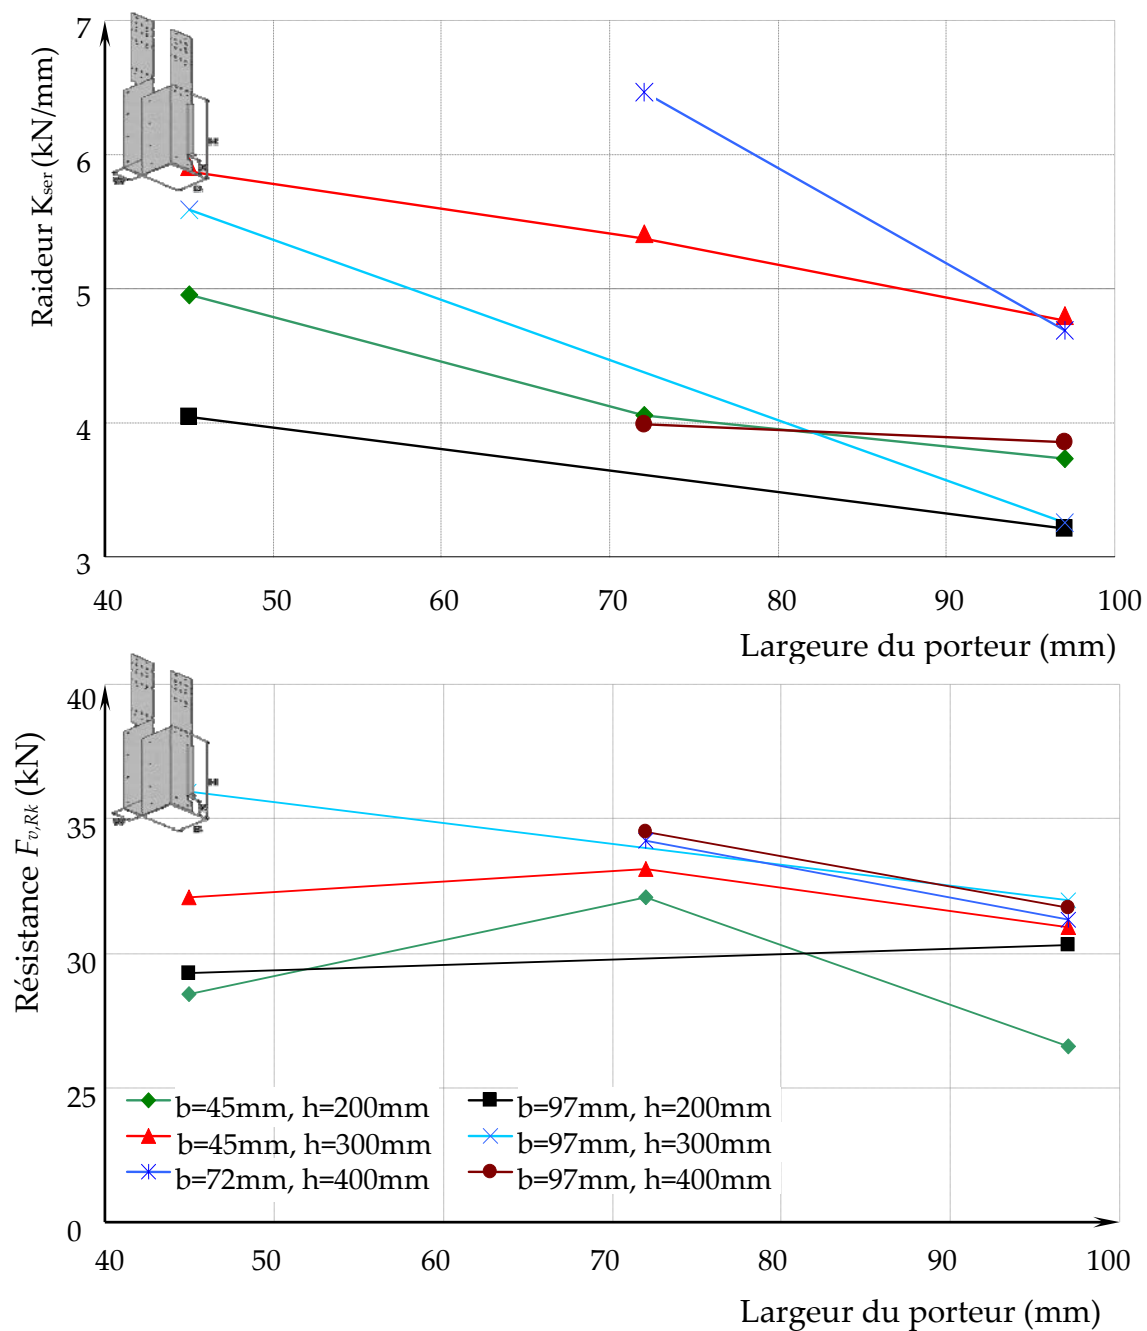 7
6
5
4
3
Raideur Kser (kN/mm)
40 50 60 70 80 90 100
Largeure du porteur (mm)
40
35
30
25
0
Résistance Fv,Rk (kN)
b=45mm, h=200mm
b=97mm, h=200mm
b=45mm, h=300mm
b=97mm, h=300mm
b=72mm, h=400mm
b=97mm, h=400mm
40 50 60 70 80 90 100
Largeur du porteur (mm)